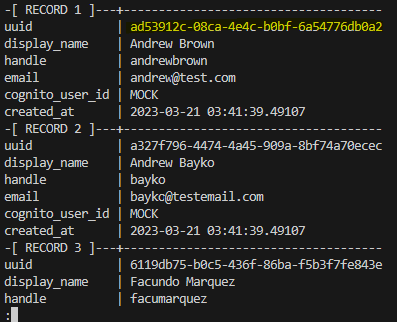 -[ RECORD 1 ]---+-------------------------------------
uuid            | ad53912c-08ca-4e4c-b0bf-6a54776db0a2
display_name    | Andrew Brown
handle          | andrewbrown
email           | andrew@test.com
cognito_user_id | MOCK
created_at      | 2023-03-21 03:41:39.49107
-[ RECORD 2 ]---+-------------------------------------
uuid            | a327f796-4474-4a45-909a-8bf74a70ecec
display_name    | Andrew Bayko
handle          | bayko
email           | bayko@testemail.com
cognito_user_id | MOCK
created_at      | 2023-03-21 03:41:39.49107
-[ RECORD 3 ]---+-------------------------------------
uuid            | 6119db75-b0c5-436f-86ba-f5b3f7fe843e
display_name    | Facundo Marquez
handle          | facumarquez
: